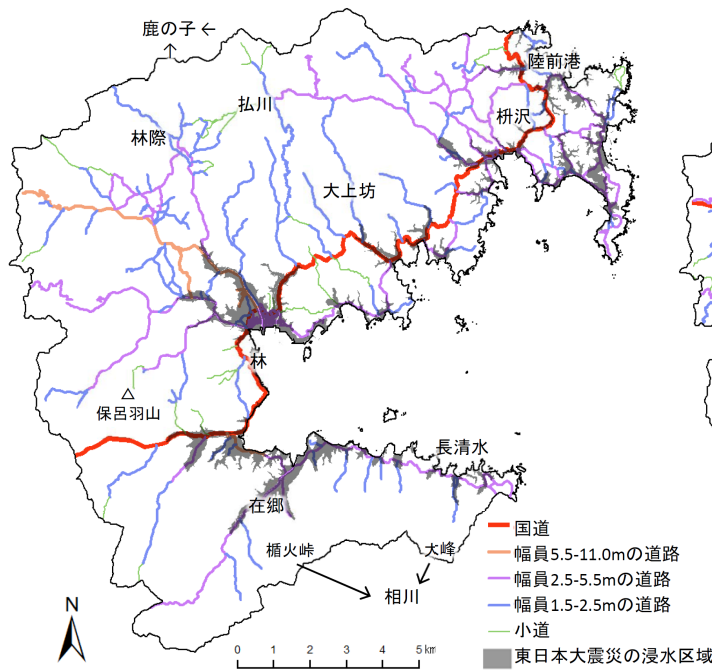 鹿の子←
↑
陸前港
払川
林際
枡沢
大上坊
林
△
保呂羽山
長清水
在郷
楯火峠
大峰
相川
国道
幅員5.5-11.0mの道路
幅員2.5-5.5mの道路
幅員1.5-2.5mの道路
小道
東日本大震災の浸水区域
N
0 1 2 3 4 5 km